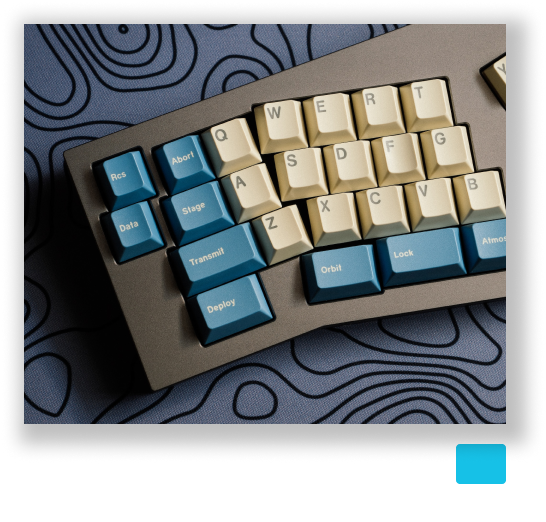 Q W E R T Y
Rcs Abort
A S D F G
Data Stage
Z X C V B
Transmit
Orbit Lock Atmos
Deploy